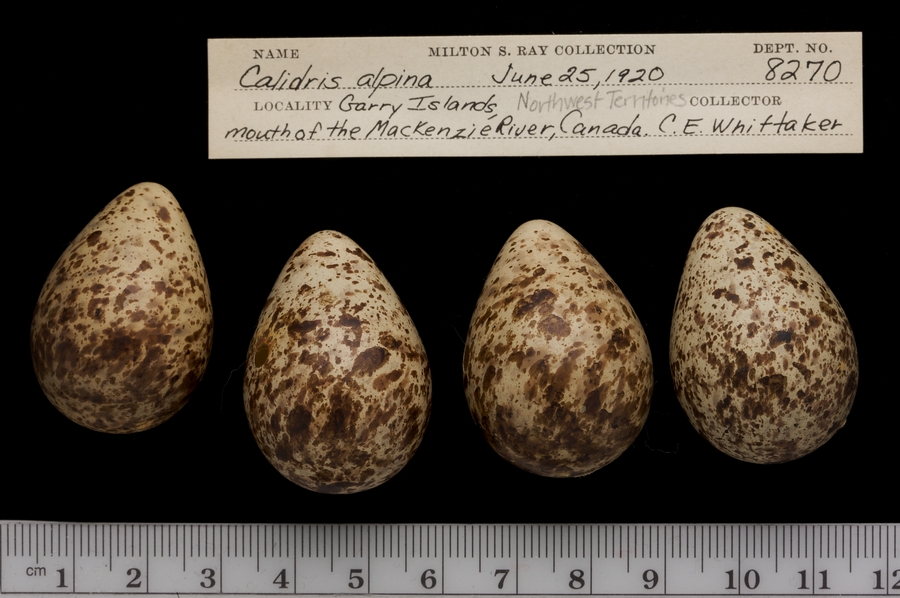 NAME MILTON S. RAY COLLECTION DEPT. NO.
Calidris alpina June 25, 1920 8270
LOCALITY Garry Islands, Northwest Territories COLLECTOR
mouth of the Mackenzie River, Canada. C. E. Whittaker
cm 1 2 3 4 5 6 7 8 9 10 11 12